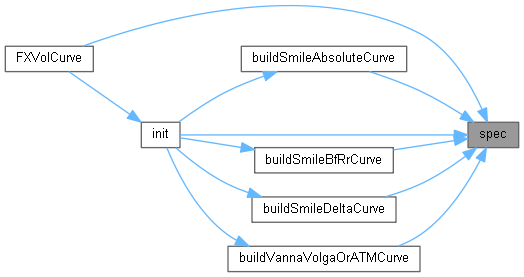 FXVolCurve
buildSmileAbsoluteCurve
init
spec
buildSmileBfRrCurve
buildSmileDeltaCurve
buildVannaVolgaOrATMCurve